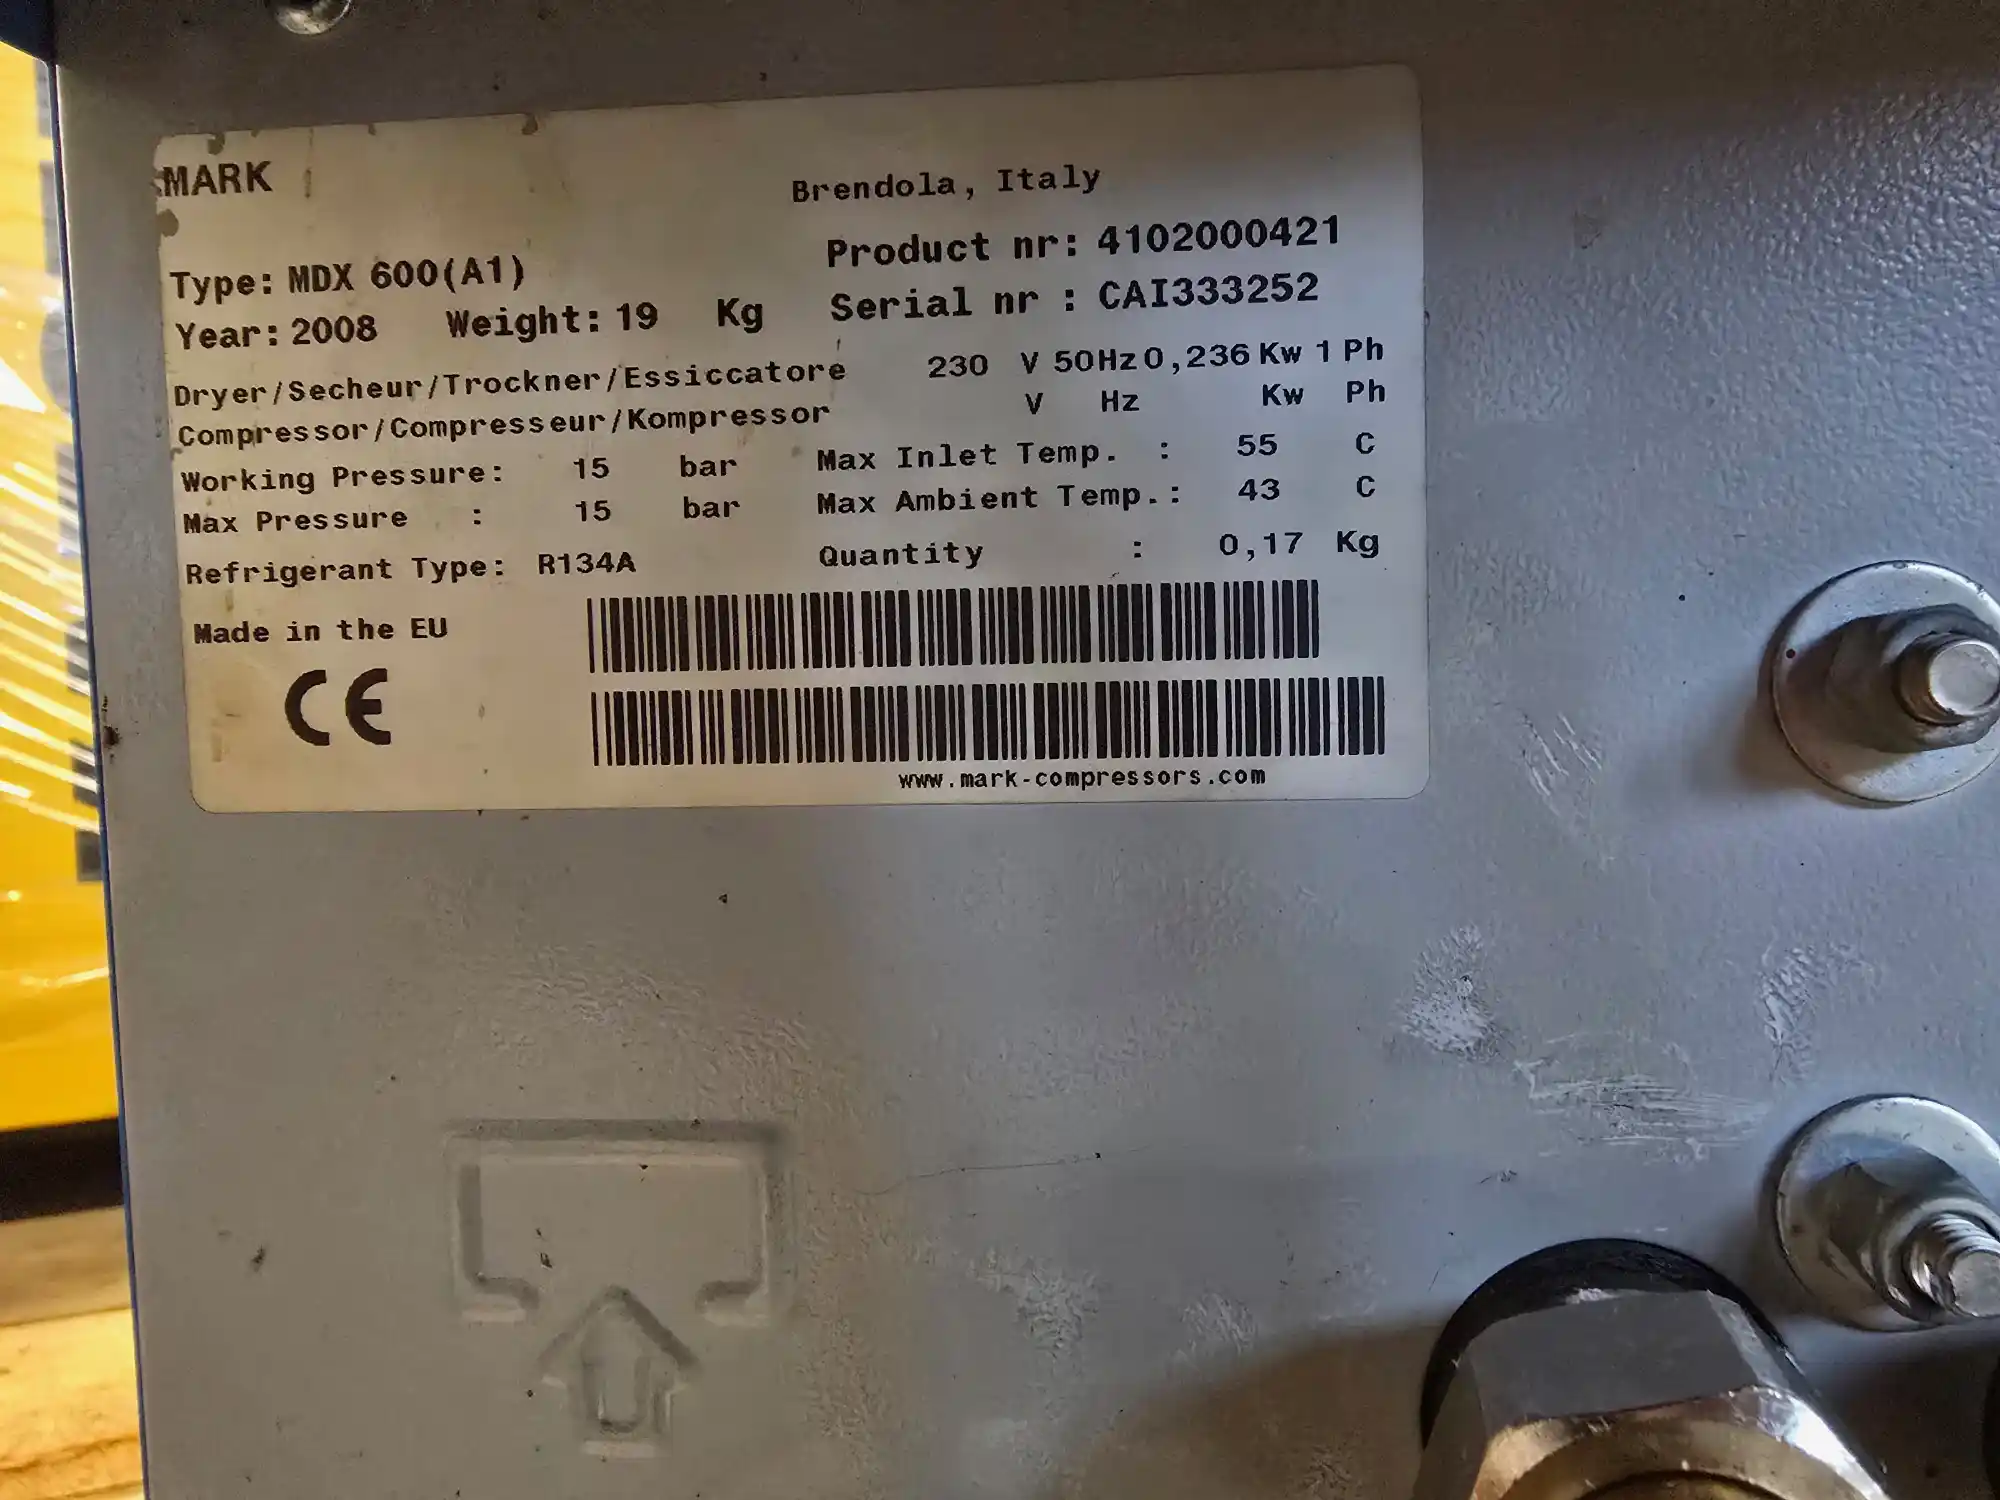 MARK
Brendola, Italy
Type: MDX 600(A1) Product nr: 4102000421
Year: 2008 Weight: 19 Kg Serial nr : CAI333252
Dryer/Secheur/Trockner/Essiccatore 230 V 50Hz 0,236 Kw 1 Ph
Compressor/Compresseur/Kompressor V Hz Kw Ph
Working Pressure: 15 bar Max Inlet Temp. : 55 C
Max Pressure : 15 bar Max Ambient Temp.: 43 C
Refrigerant Type: R134A Quantity : 0,17 Kg
Made in the EU
CE
www.mark-compressors.com